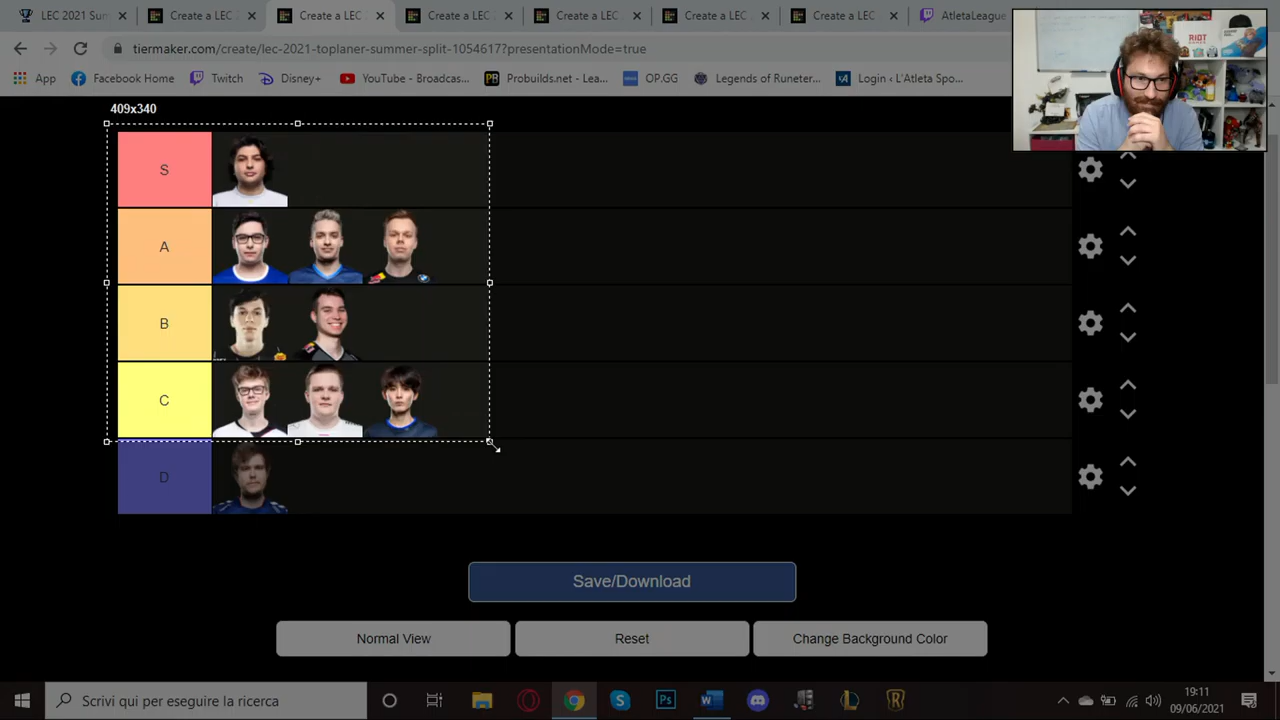 LEC 2021 Sum
Create a LEC 2
Create a LEC
Create a LEC
Create a LEC
Create a LEC
Create a LEC
AtletaLeague
tiermaker.com/create/lec-2021-toplaner-summer-split-1054617?presentationMode=true
App
Facebook Home
Twitch
Disney+
YouTube - Broadcas...
Probuilds.net - Lea...
OP.GG
Legends of Runeter...
Login ‹ L'Atleta Spo...
RIOT
409x340
S
A
B
C
D
Save/Download
Normal View
Reset
Change Background Color
Scrivi qui per eseguire la ricerca
19:11
09/06/2021